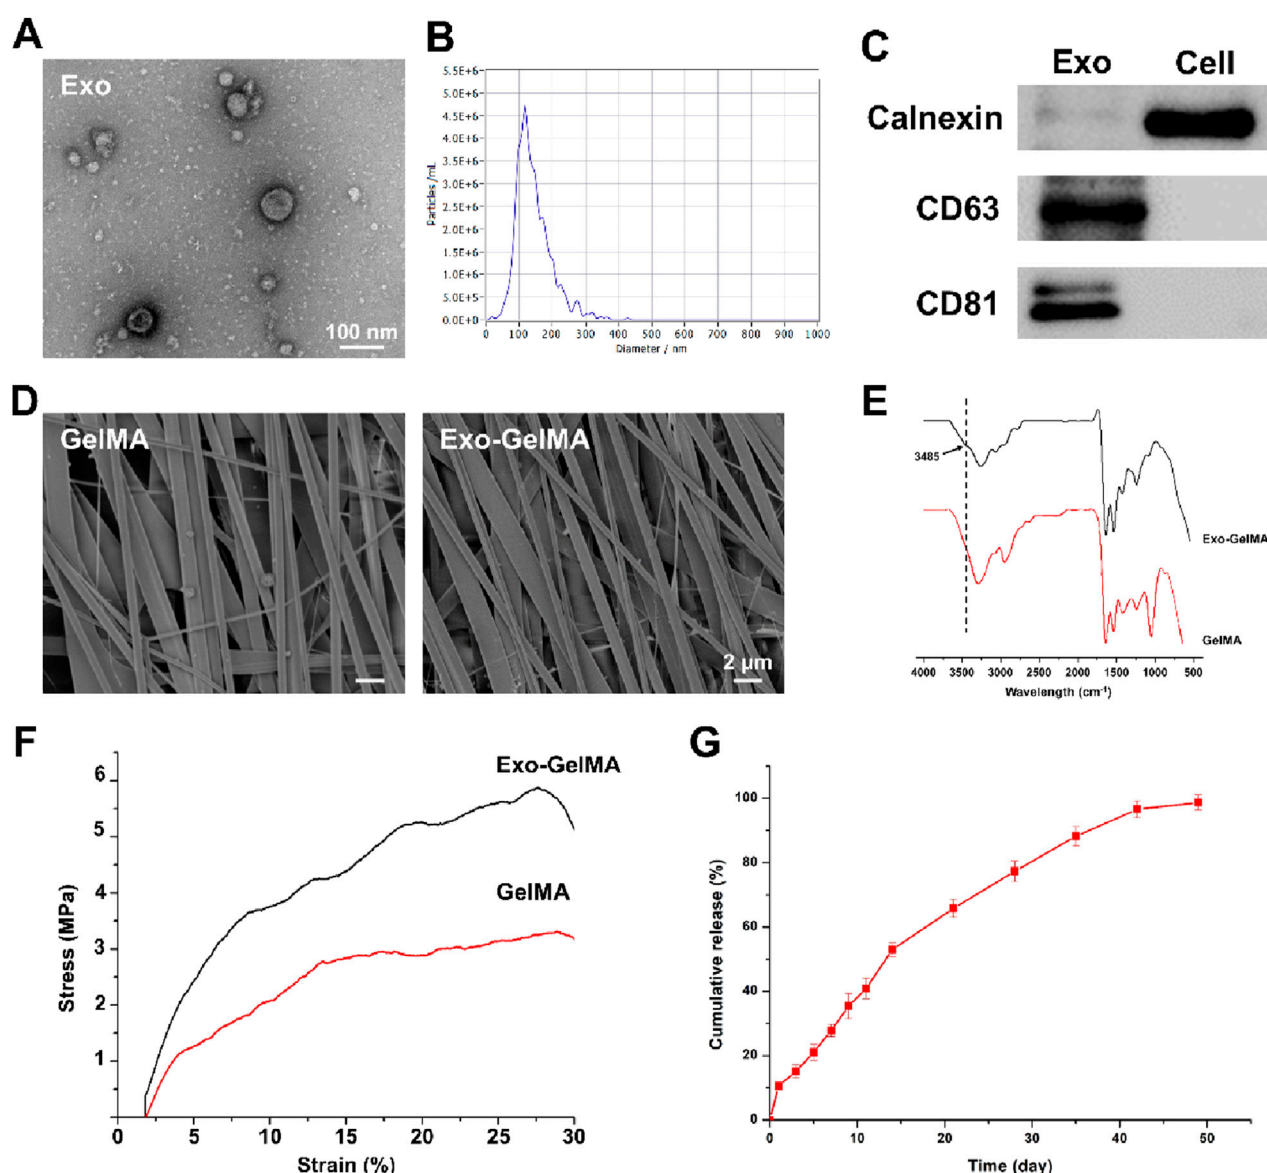 A
Exo
100 nm
B
5.5E+6
5.0E+6
4.5E+6
4.0E+6
3.5E+6
3.0E+6
2.5E+6
2.0E+6
1.5E+6
1.0E+6
5.0E+5
0.0E+0
Particles /mL
0 100 200 300 400 500 600 700 800 900 1000
Diameter / nm
C
Exo Cell
Calnexin
CD63
CD81
D
GelMA
Exo-GelMA
2 μm
E
3485
Exo-GelMA
GelMA
4000 3500 3000 2500 2000 1500 1000 500
Wavelength (cm-1)
F
Exo-GelMA
GelMA
6
5
4
3
2
1
Stress (MPa)
0 5 10 15 20 25 30
Strain (%)
G
100
80
60
40
20
0
Cumulative release (%)
0 10 20 30 40 50
Time (day)